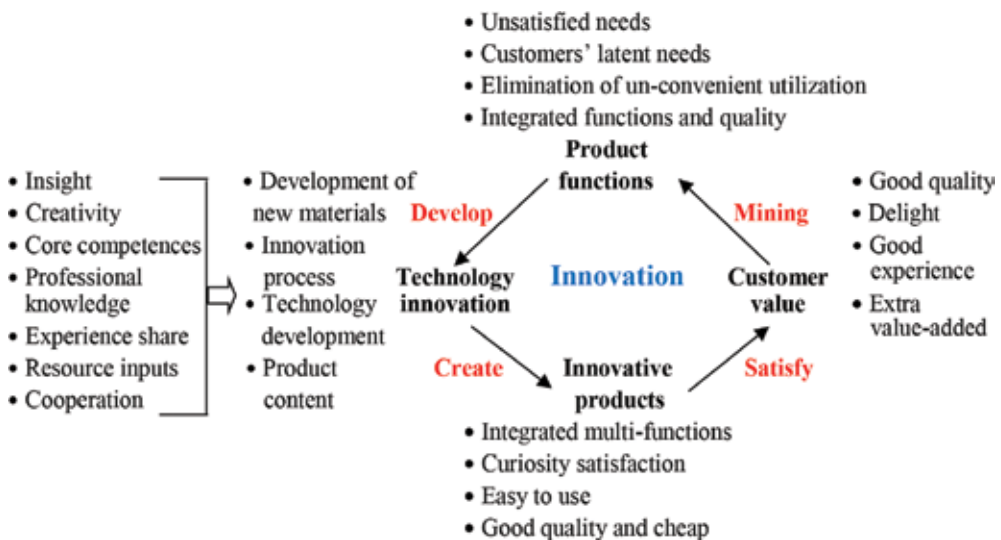 • Unsatisfied needs
• Customers' latent needs
• Elimination of un-convenient utilization
• Integrated functions and quality
Product
functions
• Insight
• Creativity
• Core competences
• Professional
knowledge
• Experience share
• Resource inputs
• Cooperation
• Development of
new materials
• Innovation
process
• Technology
development
• Product
content
Develop
Mining
Technology
innovation
Innovation
Customer
value
• Good quality
• Delight
• Good
experience
• Extra
value-added
Create
Satisfy
Innovative
products
• Integrated multi-functions
• Curiosity satisfaction
• Easy to use
• Good quality and cheap